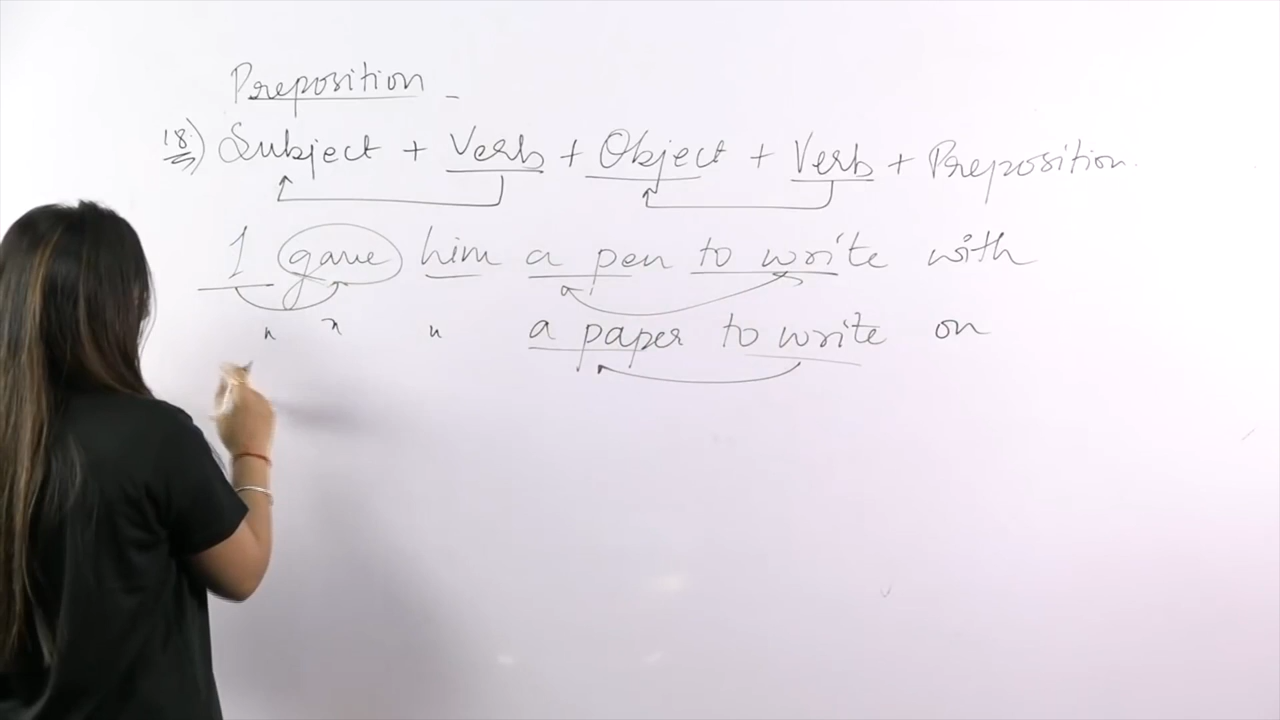 Preposition -
18) Subject + Verb + Object + Verb + Preposition.
I gave him a pen to write with
" " " a paper to write on